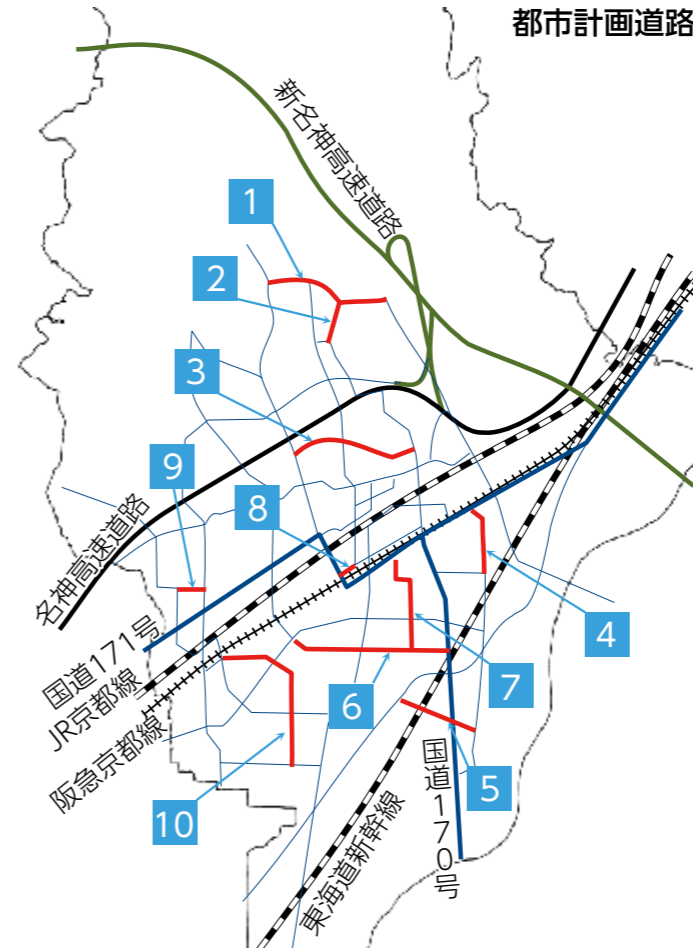 都市計画道路
新名神高速道路
1
2
3
9
8
名神高速道路
国道171号
JR京都線
阪急京都線
4
7
6
5
10
国道170号
東海道新幹線